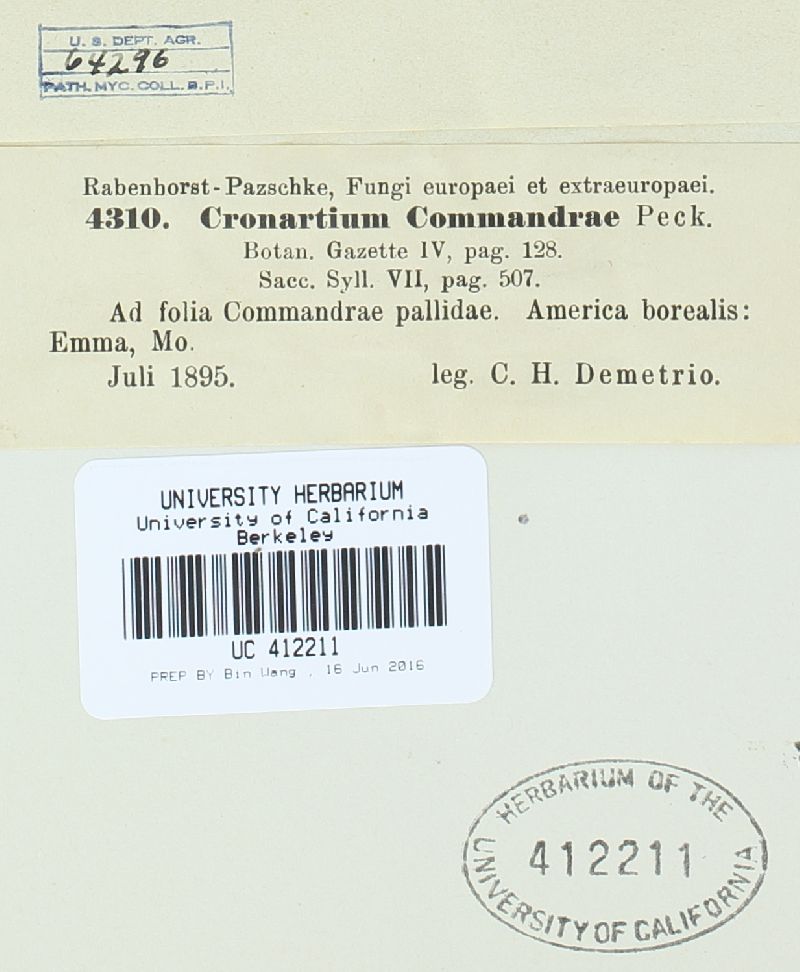 U. S. DEPT. AGR.
64296
PATH. MYC. COLL. B.P.I.
Rabenhorst-Pazschke, Fungi europaei et extraeuropaei.
4310. Cronartium Commandrae Peck.
Botan. Gazette IV, pag. 128.
Sacc. Syll. VII, pag. 507.
Ad folia Commandrae pallidae. America borealis:
Emma, Mo.
Juli 1895. leg. C. H. Demetrio.
UNIVERSITY HERBARIUM
University of California
Berkeley
UC 412211
PREP BY Bin Wang , 16 Jun 2016
HERBARIUM OF THE
412211
UNIVERSITY OF CALIFORNIA